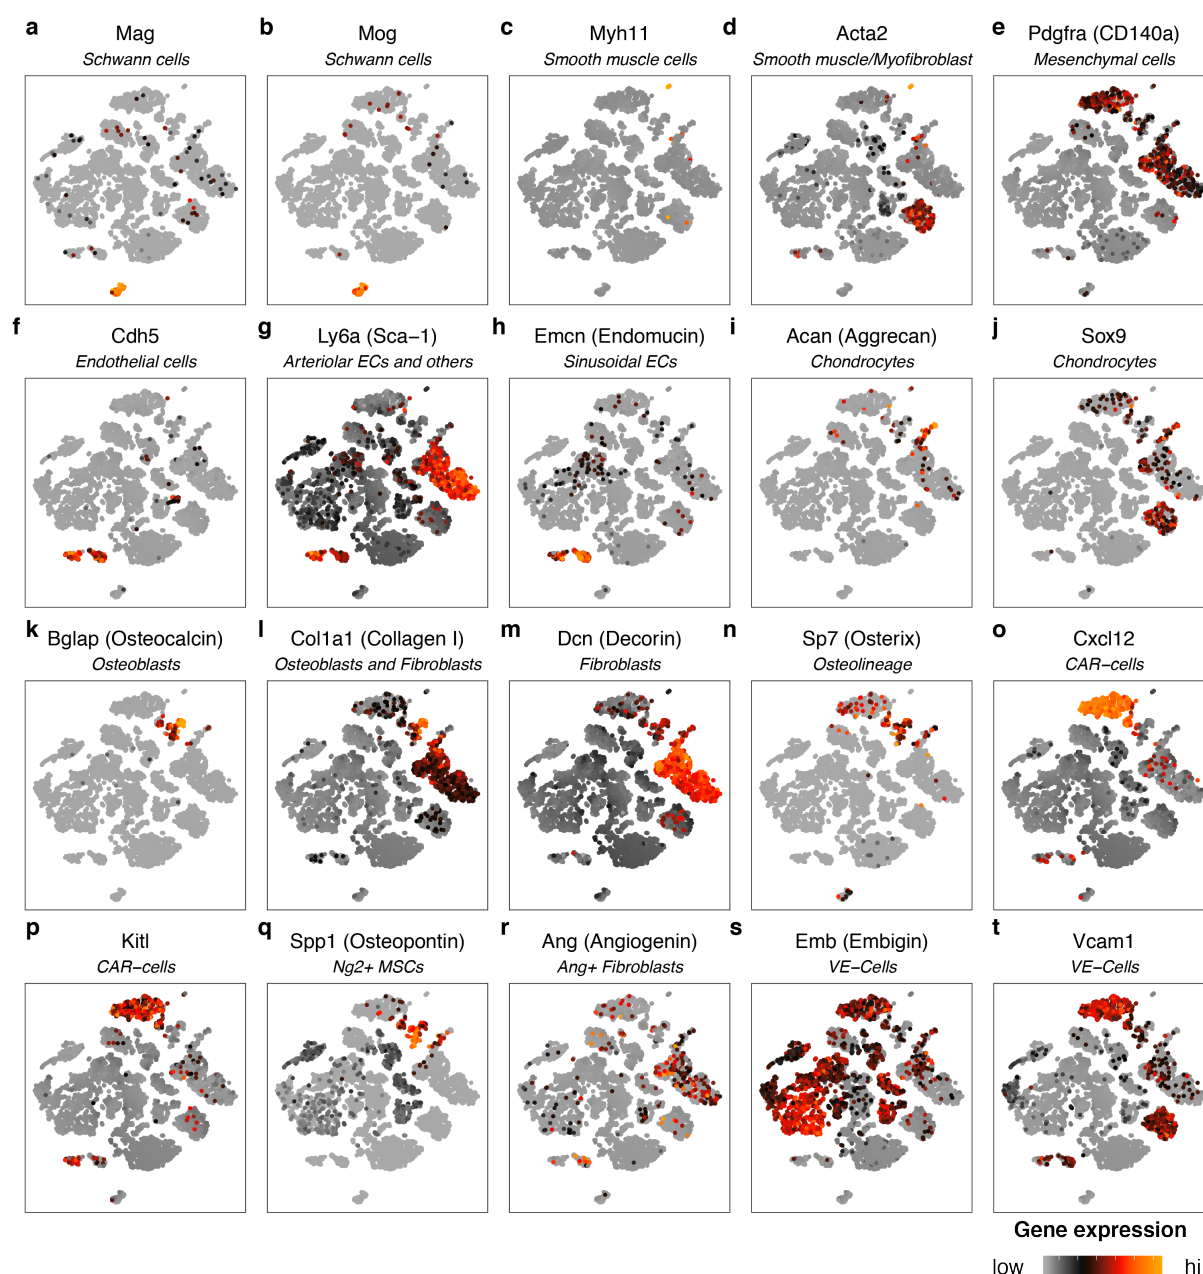 a Mag
Schwann cells
b Mog
Schwann cells
c Myh11
Smooth muscle cells
d Acta2
Smooth muscle/Myofibroblast
e Pdgfra (CD140a)
Mesenchymal cells
f Cdh5
Endothelial cells
g Ly6a (Sca−1)
Arteriolar ECs and others
h Emcn (Endomucin)
Sinusoidal ECs
i Acan (Aggrecan)
Chondrocytes
j Sox9
Chondrocytes
k Bglap (Osteocalcin)
Osteoblasts
l Col1a1 (Collagen I)
Osteoblasts and Fibroblasts
m Dcn (Decorin)
Fibroblasts
n Sp7 (Osterix)
Osteolineage
o Cxcl12
CAR−cells
p Kitl
CAR−cells
q Spp1 (Osteopontin)
Ng2+ MSCs
r Ang (Angiogenin)
Ang+ Fibroblasts
s Emb (Embigin)
VE−Cells
t Vcam1
VE−Cells
Gene expression
low hi